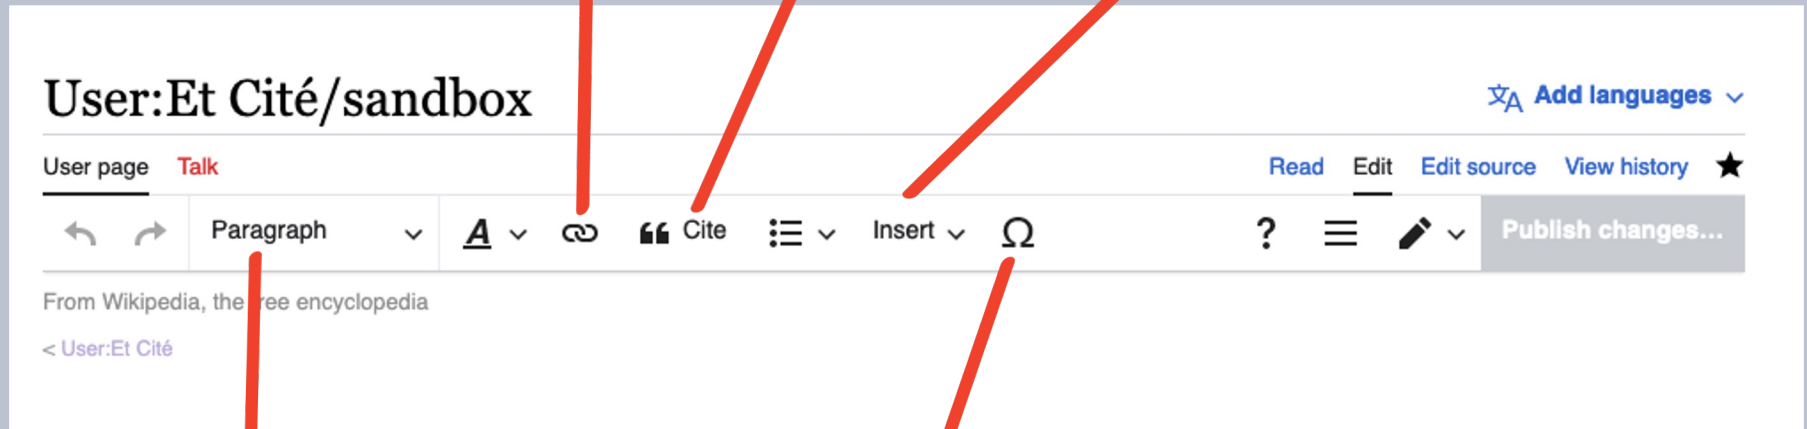 User:Et Cité/sandbox
Add languages
User page Talk Read Edit Edit source View history
Paragraph A Cite Insert Ω ? Publish changes...
From Wikipedia, the free encyclopedia
< User:Et Cité